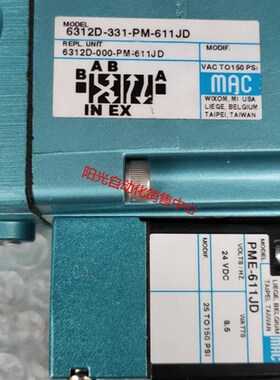 MODEL
6312D-331-PM-611JD
REPL. UNIT
6312D-000-PM-611JD
MODIF.
VAC TO 150 PSI
B A B
IN EX
MAC
WIXOM, MI USA
LIEGE, BELGIUM
TAIPEI, TAIWAN
阳光自动化销售中心
MODEL
PME-611JD
VOLTS / HZ.
WATTS
24 VDC
8.5
MODIF.
25 TO 150 PSI
MAC
LIEGE, BELGIUM
TAIPEI, TAIWAN